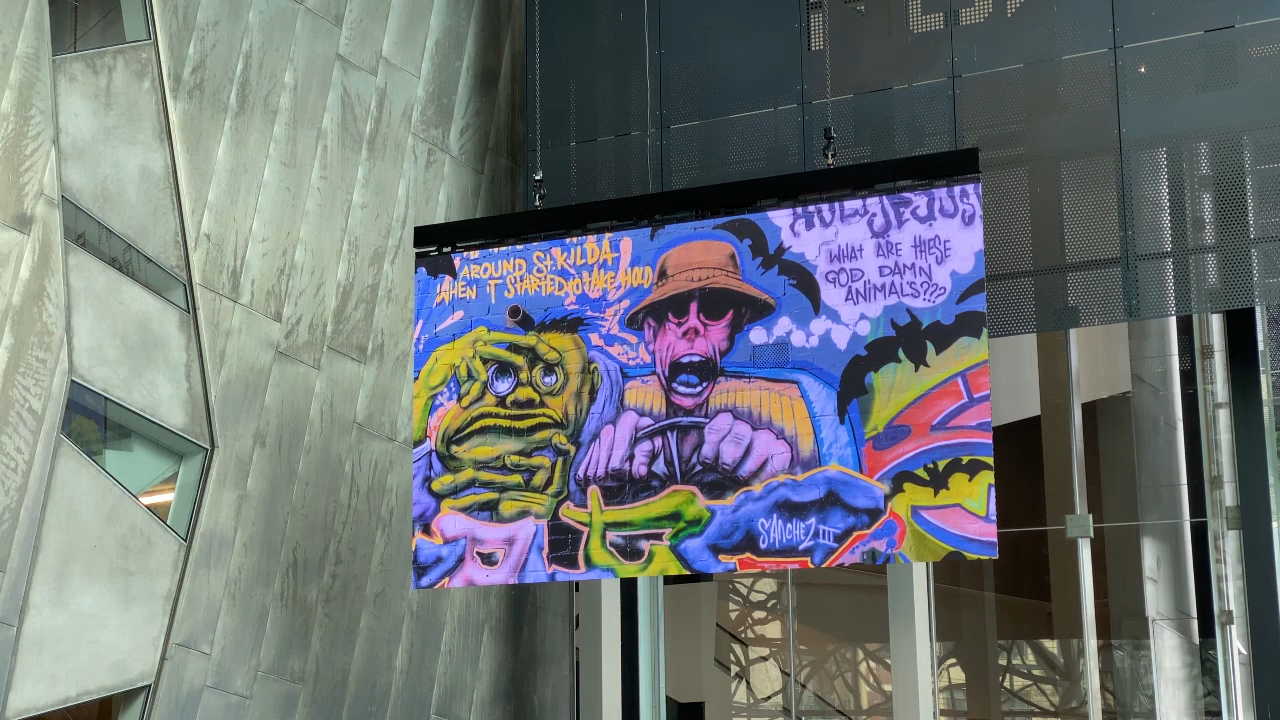 AROUND St.KILDA
WHEN IT STARTED TO TAKE HOLD
HOLY JESUS!
WHAT ARE THESE
GOD DAMN
ANIMALS???
SANCHEZ III